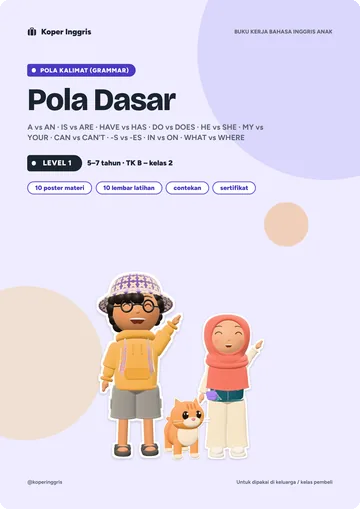 Koper Inggris
BUKU KERJA BAHASA INGGRIS ANAK
POLA KALIMAT (GRAMMAR)
Pola Dasar
A vs AN · IS vs ARE · HAVE vs HAS · DO vs DOES · HE vs SHE · MY vs
YOUR · CAN vs CAN'T · -S vs -ES · IN vs ON · WHAT vs WHERE
LEVEL 1
5–7 tahun · TK B – kelas 2
10 poster materi
10 lembar latihan
contekan
sertifikat
@koperinggris
Untuk dipakai di keluarga / kelas pembeli